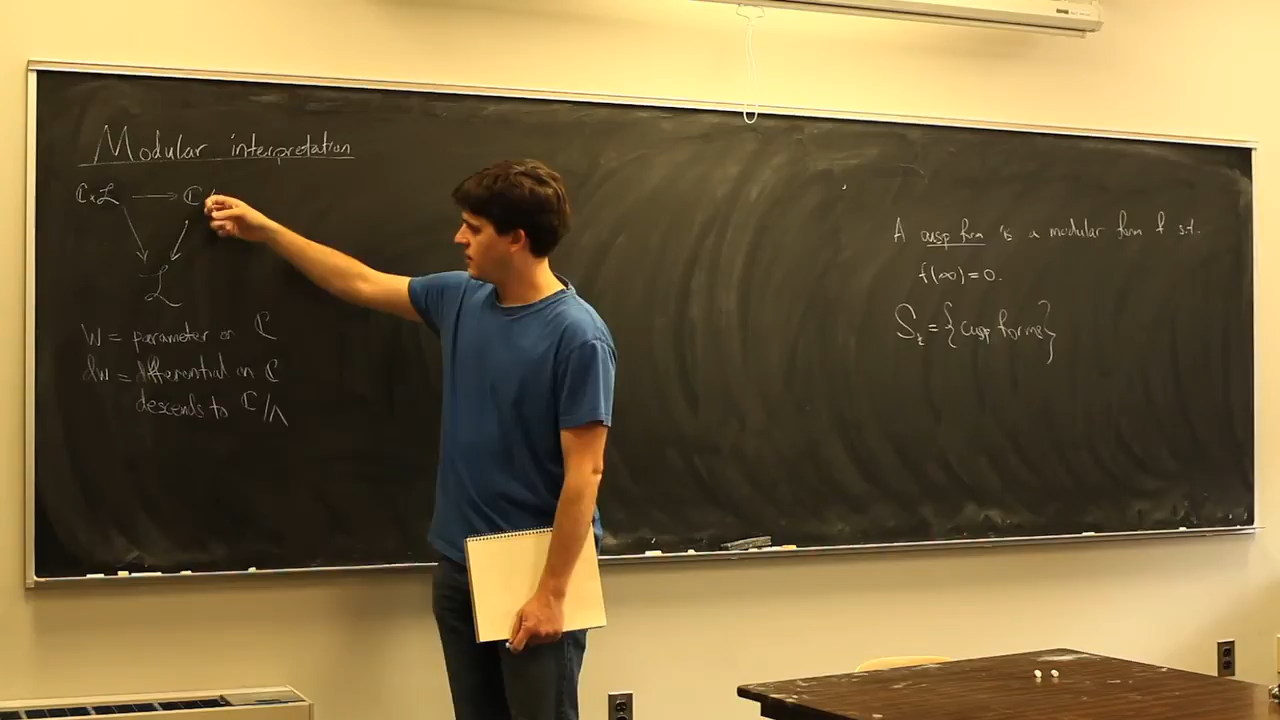 Modular interpretation
ℂ×ℒ → ℂ
ℒ
w = parameter on ℂ
dw = differential on ℂ
descends to ℂ/Λ
A cusp form is a modular form f s.t.
f(∞)=0.
S_k = {cusp forms}